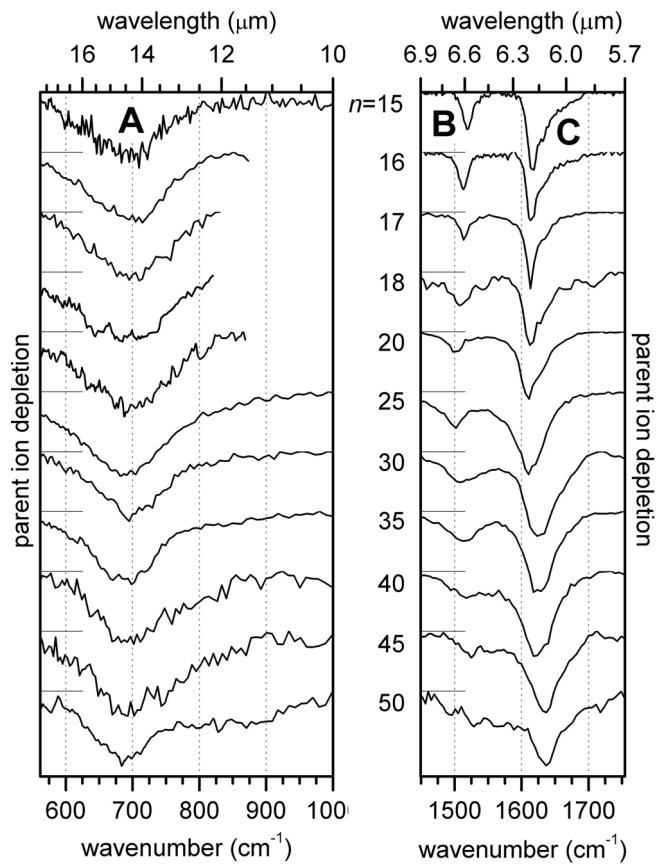 wavelength (μm)
wavelength (μm)
16 14 12 10
6.9 6.6 6.2 6.0 5.7
A
n=15
B
C
16
17
18
20
25
30
35
40
45
50
parent ion depletion
parent ion depletion
600 700 800 900 100
1500 1600 1700
wavenumber (cm⁻¹)
wavenumber (cm⁻¹)